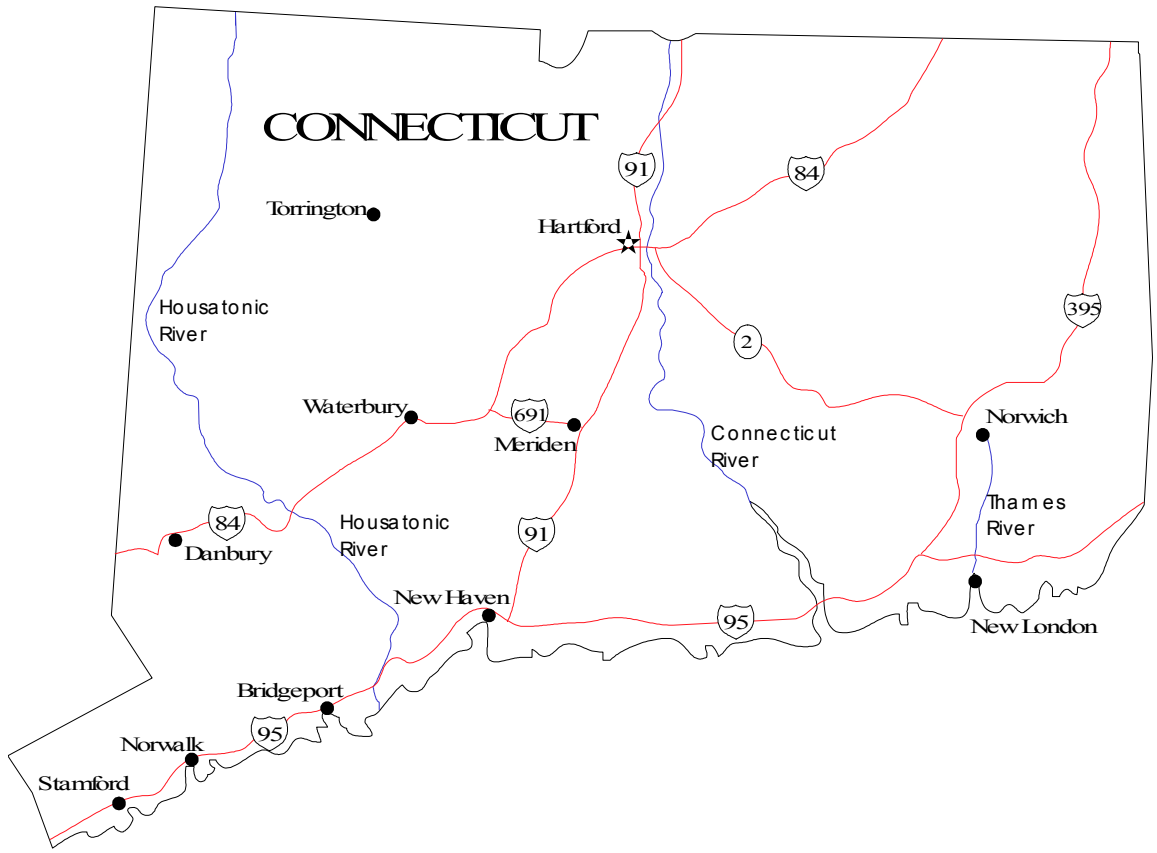 CONNECTICUT
91
84
Torrington
Hartford
Housatonic
River
395
2
Waterbury
691
Meriden
Norwich
Connecticut
River
Thames
River
84
Housatonic
River
91
Danbury
New Haven
95
New London
Bridgeport
95
Norwalk
Stamford